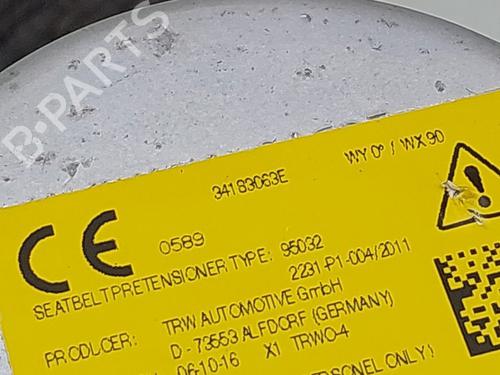 B-PARTS
34183063E WY 0° / WX 90
CE 0589
SEATBELT PRETENSIONER, TYPE: 95032
2231-P1-004/2011
PRODUCER: TRW AUTOMOTIVE GmbH
D - 73553 ALFDORF (GERMANY)
06-10-16 X1 TRWO-4
ONLY )